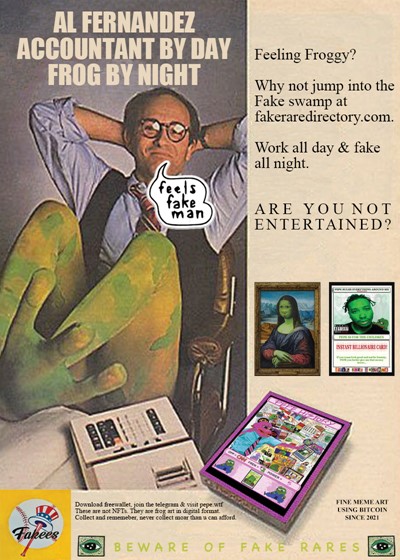 AL FERNANDEZ
ACCOUNTANT BY DAY
FROG BY NIGHT
Feeling Froggy?
Why not jump into the
Fake swamp at
fakeraredirectory.com.
Work all day & fake
all night.
ARE YOU NOT
ENTERTAINED?
feels
fake
man
INSTANT BILLIONAIRE CARD!
Fakees
Download freewallet, join the telegram & visit pepe.wtf
These are not NFTs. They are frog art in digital format.
Collect and rememeber, never collect more than u can afford.
FINE MEME ART
USING BITCOIN
SINCE 2021
BEWARE OF FAKE RARES